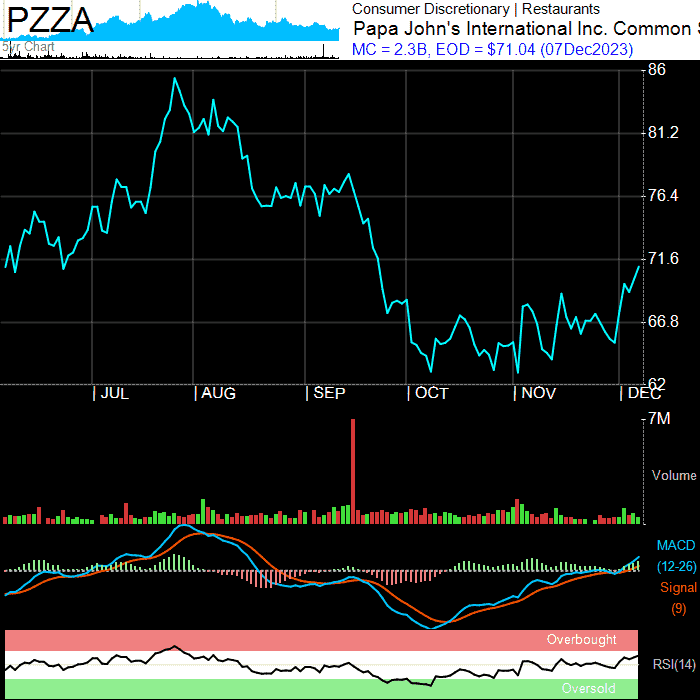 PZZA
5yr Chart
Consumer Discretionary | Restaurants
Papa John's International Inc. Common S
MC = 2.3B, EOD = $71.04 (07Dec2023)
86
81.2
76.4
71.6
66.8
62
| JUL | AUG | SEP | OCT | NOV | DEC
7M
Volume
MACD
(12-26)
Signal
(9)
Overbought
RSI(14)
Oversold